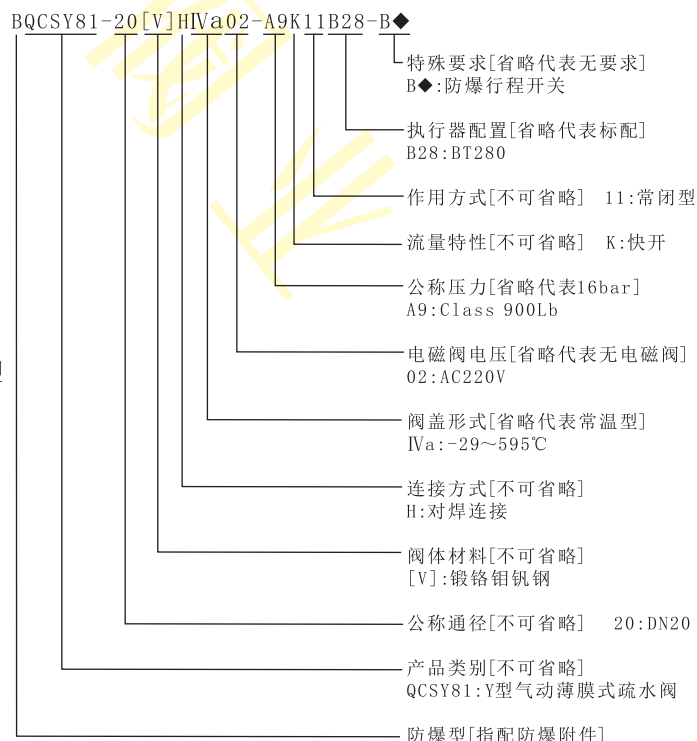 BQCSY81-20[V]HⅣa02-A9K11B28-B◆
特殊要求[省略代表无要求]
B◆:防爆行程开关
执行器配置[省略代表标配]
B28:BT280
作用方式[不可省略] 11:常闭型
流量特性[不可省略] K:快开
公称压力[省略代表16bar]
A9:Class 900Lb
电磁阀电压[省略代表无电磁阀]
02:AC220V
阀盖形式[省略代表常温型]
Ⅳa:-29～595℃
连接方式[不可省略]
H:对焊连接
阀体材料[不可省略]
[V]:锻铬钼钒钢
公称通径[不可省略] 20:DN20
产品类别[不可省略]
QCSY81:Y型气动薄膜式疏水阀
防爆型[指配防爆附件]